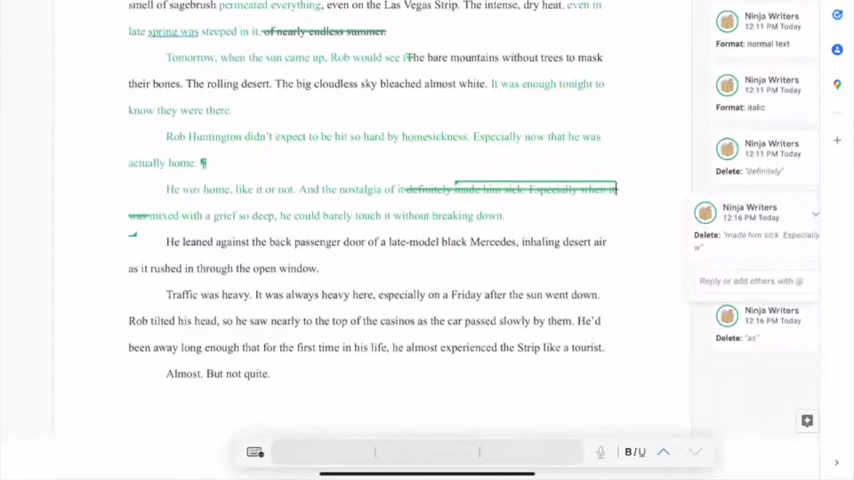 smell of sagebrush permeated everything, even on the Las Vegas Strip. The intense, dry heat, even in
late spring was steeped in it. of nearly endless summer.
Tomorrow, when the sun came up, Rob would see tThe bare mountains without trees to mask
their bones. The rolling desert. The big cloudless sky bleached almost white. It was enough tonight to
know they were there.
Rob Huntington didn't expect to be hit so hard by homesickness. Especially now that he was
actually home. ¶
He was home, like it or not. And the nostalgia of it definitely made him sick. Especially when it
was mixed with a grief so deep, he could barely touch it without breaking down.
He leaned against the back passenger door of a late-model black Mercedes, inhaling desert air
as it rushed in through the open window.
Traffic was heavy. It was always heavy here, especially on a Friday after the sun went down.
Rob tilted his head, so he saw nearly to the top of the casinos as the car passed slowly by them. He'd
been away long enough that for the first time in his life, he almost experienced the Strip like a tourist.
Almost. But not quite.
Ninja Writers
12:11 PM Today
Format: normal text
Ninja Writers
12:11 PM Today
Format: italic
Ninja Writers
12:11 PM Today
Delete: "definitely"
Ninja Writers
12:16 PM Today
Delete: "made him sick. Especially
w"
Reply or add others with @
Ninja Writers
12:16 PM Today
Delete: "as"
B I U